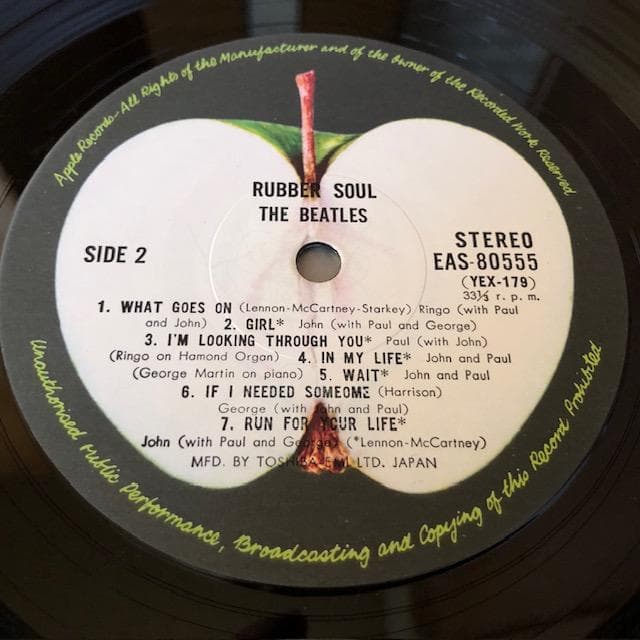 Apple Records-All Rights of the Manufacturer and of the Owner of the Recorded Work Reserved
RUBBER SOUL
THE BEATLES
SIDE 2
STEREO
EAS-80555
(YEX-179)
33⅓ r. p. m.
1. WHAT GOES ON (Lennon-McCartney-Starkey) Ringo (with Paul
and John) 2. GIRL* John (with Paul and George)
3. I'M LOOKING THROUGH YOU* Paul (with John)
(Ringo on Hamond Organ) 4. IN MY LIFE* John and Paul
(George Martin on piano) 5. WAIT* John and Paul
6. IF I NEEDED SOMEOME (Harrison)
George (with John and Paul)
7. RUN FOR YOUR LIFE*
John (with Paul and George) (*Lennon-McCartney)
MFD. BY TOSHIBA EMI LTD. JAPAN
Unauthorised Public Performance, Broadcasting and Copying of this Record Prohibited